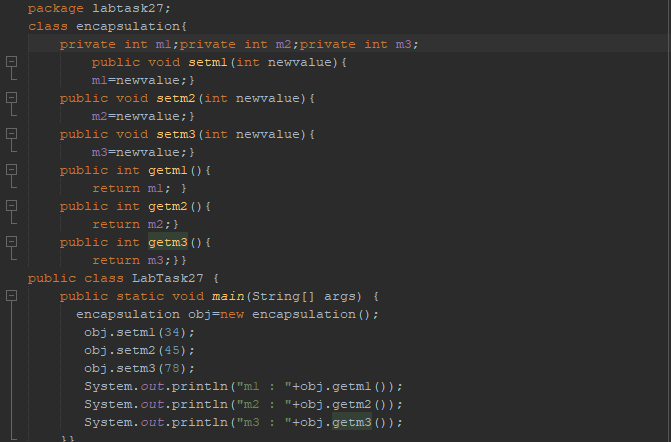 package labtask27;
class encapsulation{
    private int m1;private int m2;private int m3;
        public void setm1(int newvalue){
        m1=newvalue;}
    public void setm2(int newvalue){
        m2=newvalue;}
    public void setm3(int newvalue){
        m3=newvalue;}
    public int getm1(){
        return m1; }
    public int getm2(){
        return m2;}
    public int getm3(){
        return m3;}}
public class LabTask27 {
    public static void main(String[] args) {
      encapsulation obj=new encapsulation();
       obj.setm1(34);
       obj.setm2(45);
       obj.setm3(78);
       System.out.println("m1 : "+obj.getm1());
       System.out.println("m2 : "+obj.getm2());
       System.out.println("m3 : "+obj.getm3());
    }}